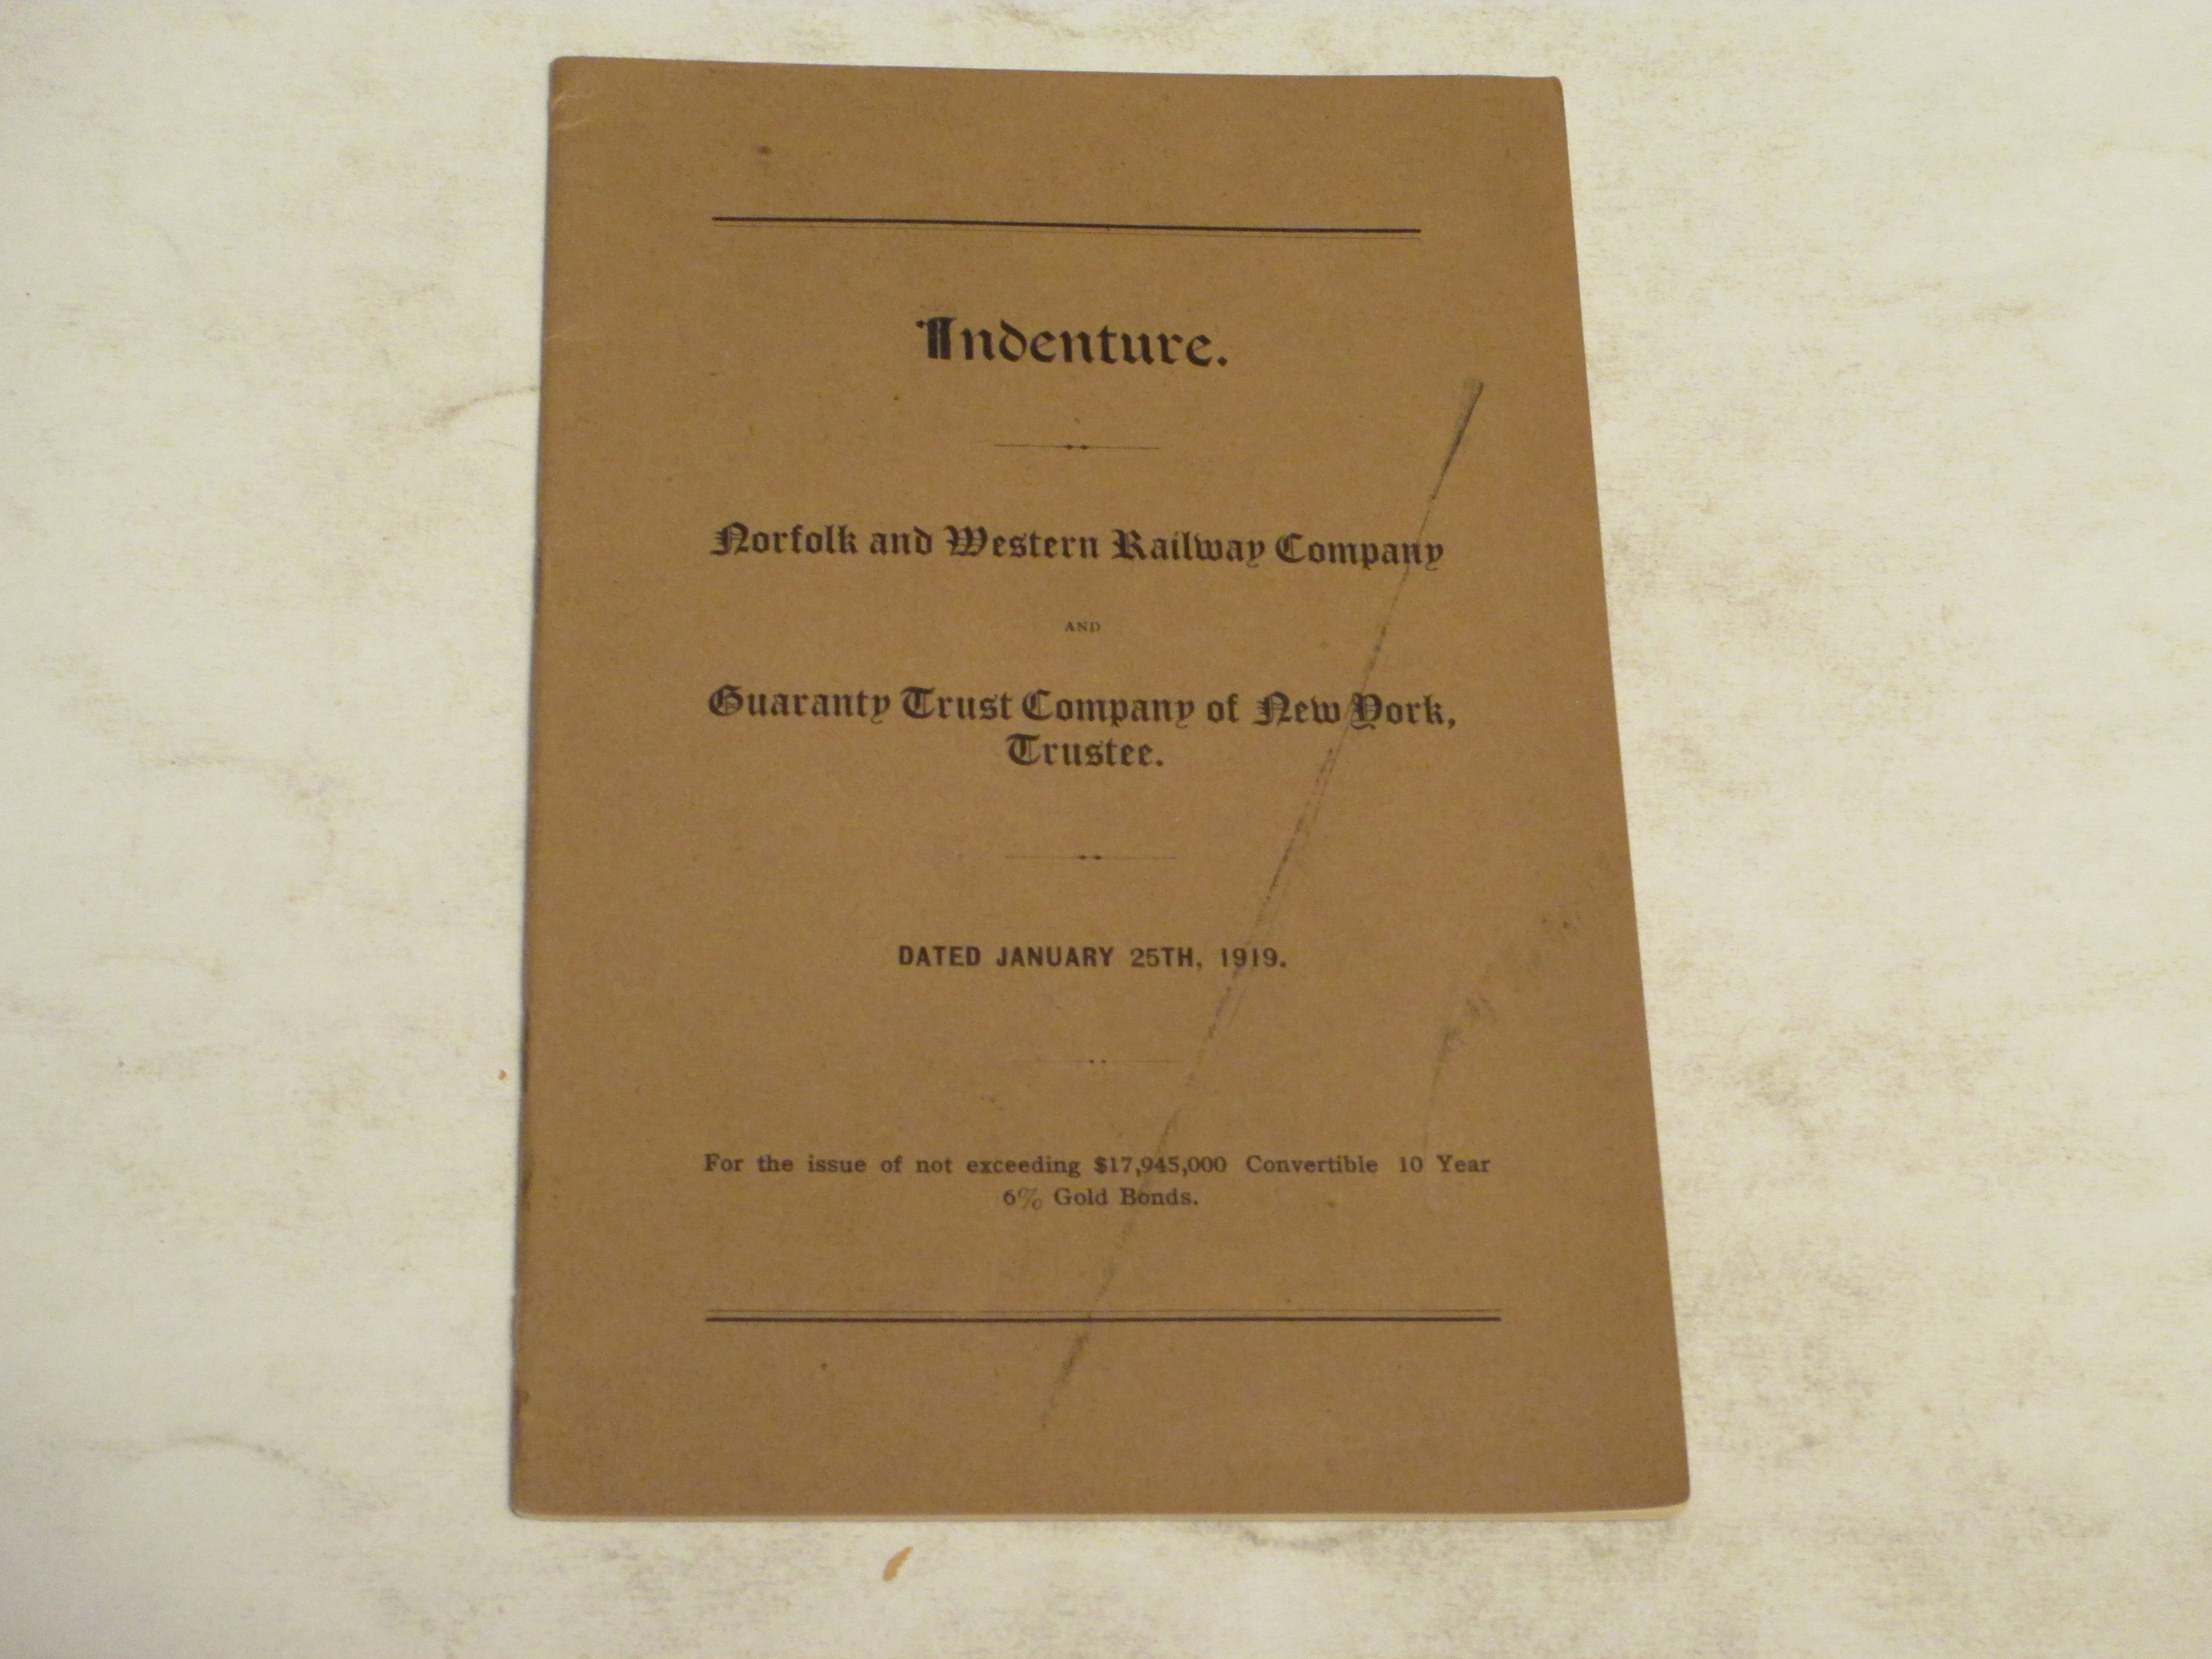 Indenture.
Norfolk and Western Railway Company
AND
Guaranty Trust Company of New York,
Trustee.
DATED JANUARY 25TH, 1919.
For the issue of not exceeding $17,945,000 Convertible 10 Year
6% Gold Bonds.